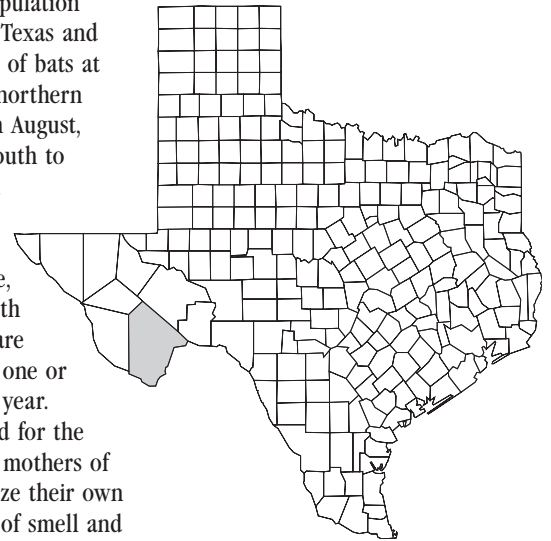 pulation
Texas and
of bats at
northern
August,
outh to
e,
th
are
one or
year.
d for the
mothers of
ze their own
of smell and